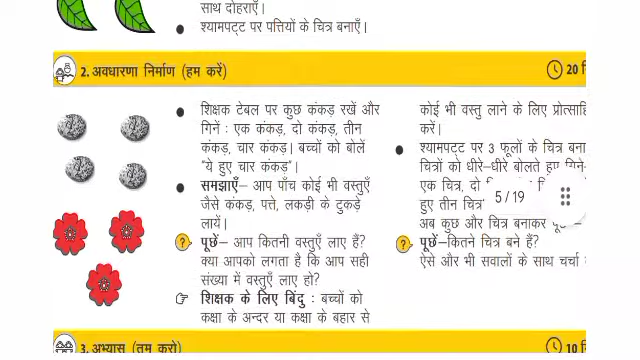 साथ दोहराएँ।
श्यामपट्ट पर पत्तियों के चित्र बनाएँ।
2. अवधारणा निर्माण (हम करें)
20
शिक्षक टेबल पर कुछ कंकड़ रखें और
गिनें : एक कंकड़, दो कंकड़, तीन
कंकड़, चार कंकड़। बच्चों को बोलें
"ये हुए चार कंकड़"।
समझाएँ– आप पाँच कोई भी वस्तुएँ
जैसे कंकड़, पत्ते, लकड़ी के टुकड़े
लायें।
पूछें– आप कितनी वस्तुएँ लाए हैं?
क्या आपको लगता है कि आप सही
संख्या में वस्तुएँ लाए हो?
शिक्षक के लिए बिंदु : बच्चों को
कक्षा के अन्दर या कक्षा के बाहर से
कोई भी वस्तु लाने के लिए
करें।
श्यामपट्ट पर 3 फूलों के चित्र
चित्रों को धीरे-धीरे बोलते हुए
एक चित्र, दो
हुए तीन
अब कुछ और चित्र बनाकर
पूछें–कितने चित्र बने हैं?
ऐसे और भी सवालों के साथ चर्चा
5/19
3. अभ्यास (तुम करो)
10